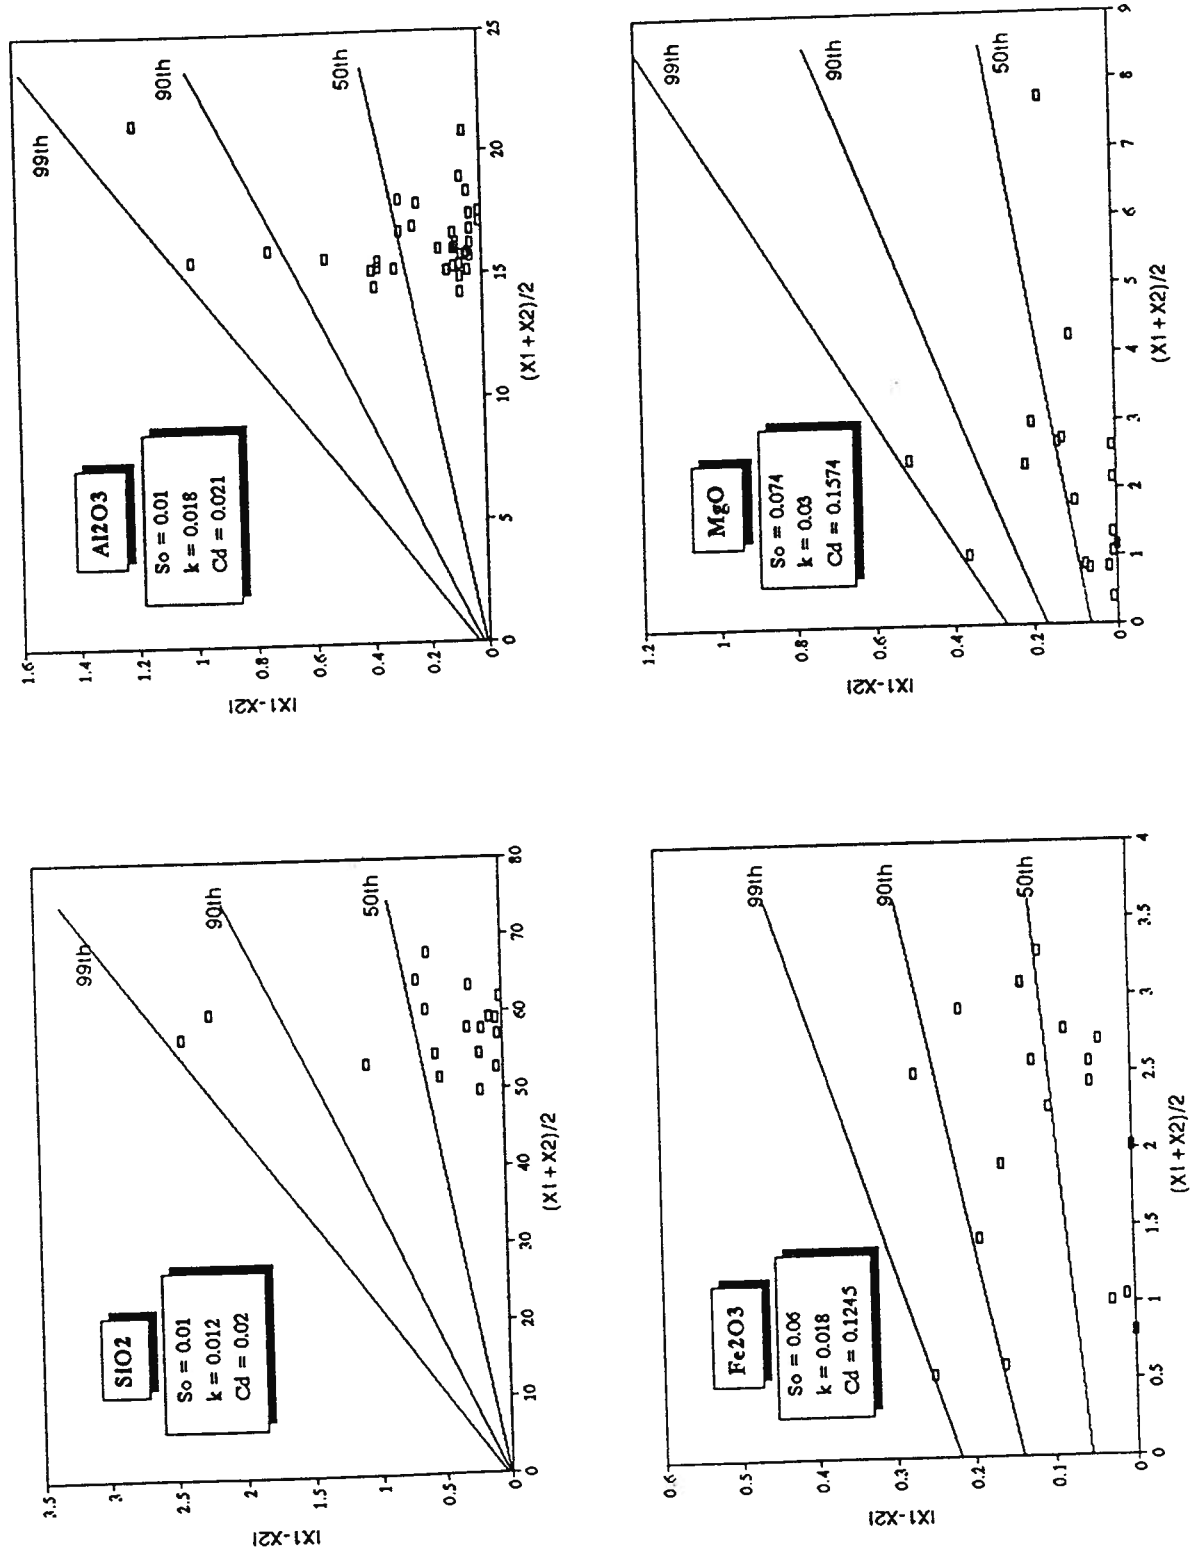 SIO2
So = 0.01
k = 0.012
Cd = 0.02
99th
90th
50th
3.5
3
2.5
2
1.5
1
0.5
0
0
10
20
30
40
50
60
70
80
|X1-X2|
(X1+X2)/2
Al2O3
So = 0.01
k = 0.018
Cd = 0.021
99th
90th
50th
1.6
1.4
1.2
1
0.8
0.6
0.4
0.2
0
0
5
10
15
20
25
|X1-X2|
(X1+X2)/2
Fe2O3
So = 0.06
k = 0.018
Cd = 0.1245
99th
90th
50th
0.6
0.5
0.4
0.3
0.2
0.1
0
0
0.5
1
1.5
2
2.5
3
3.5
4
|X1-X2|
(X1+X2)/2
MgO
So = 0.074
k = 0.03
Cd = 0.1574
99th
90th
50th
1.2
1
0.8
0.6
0.4
0.2
0
0
1
2
3
4
5
6
7
8
9
|X1-X2|
(X1+X2)/2